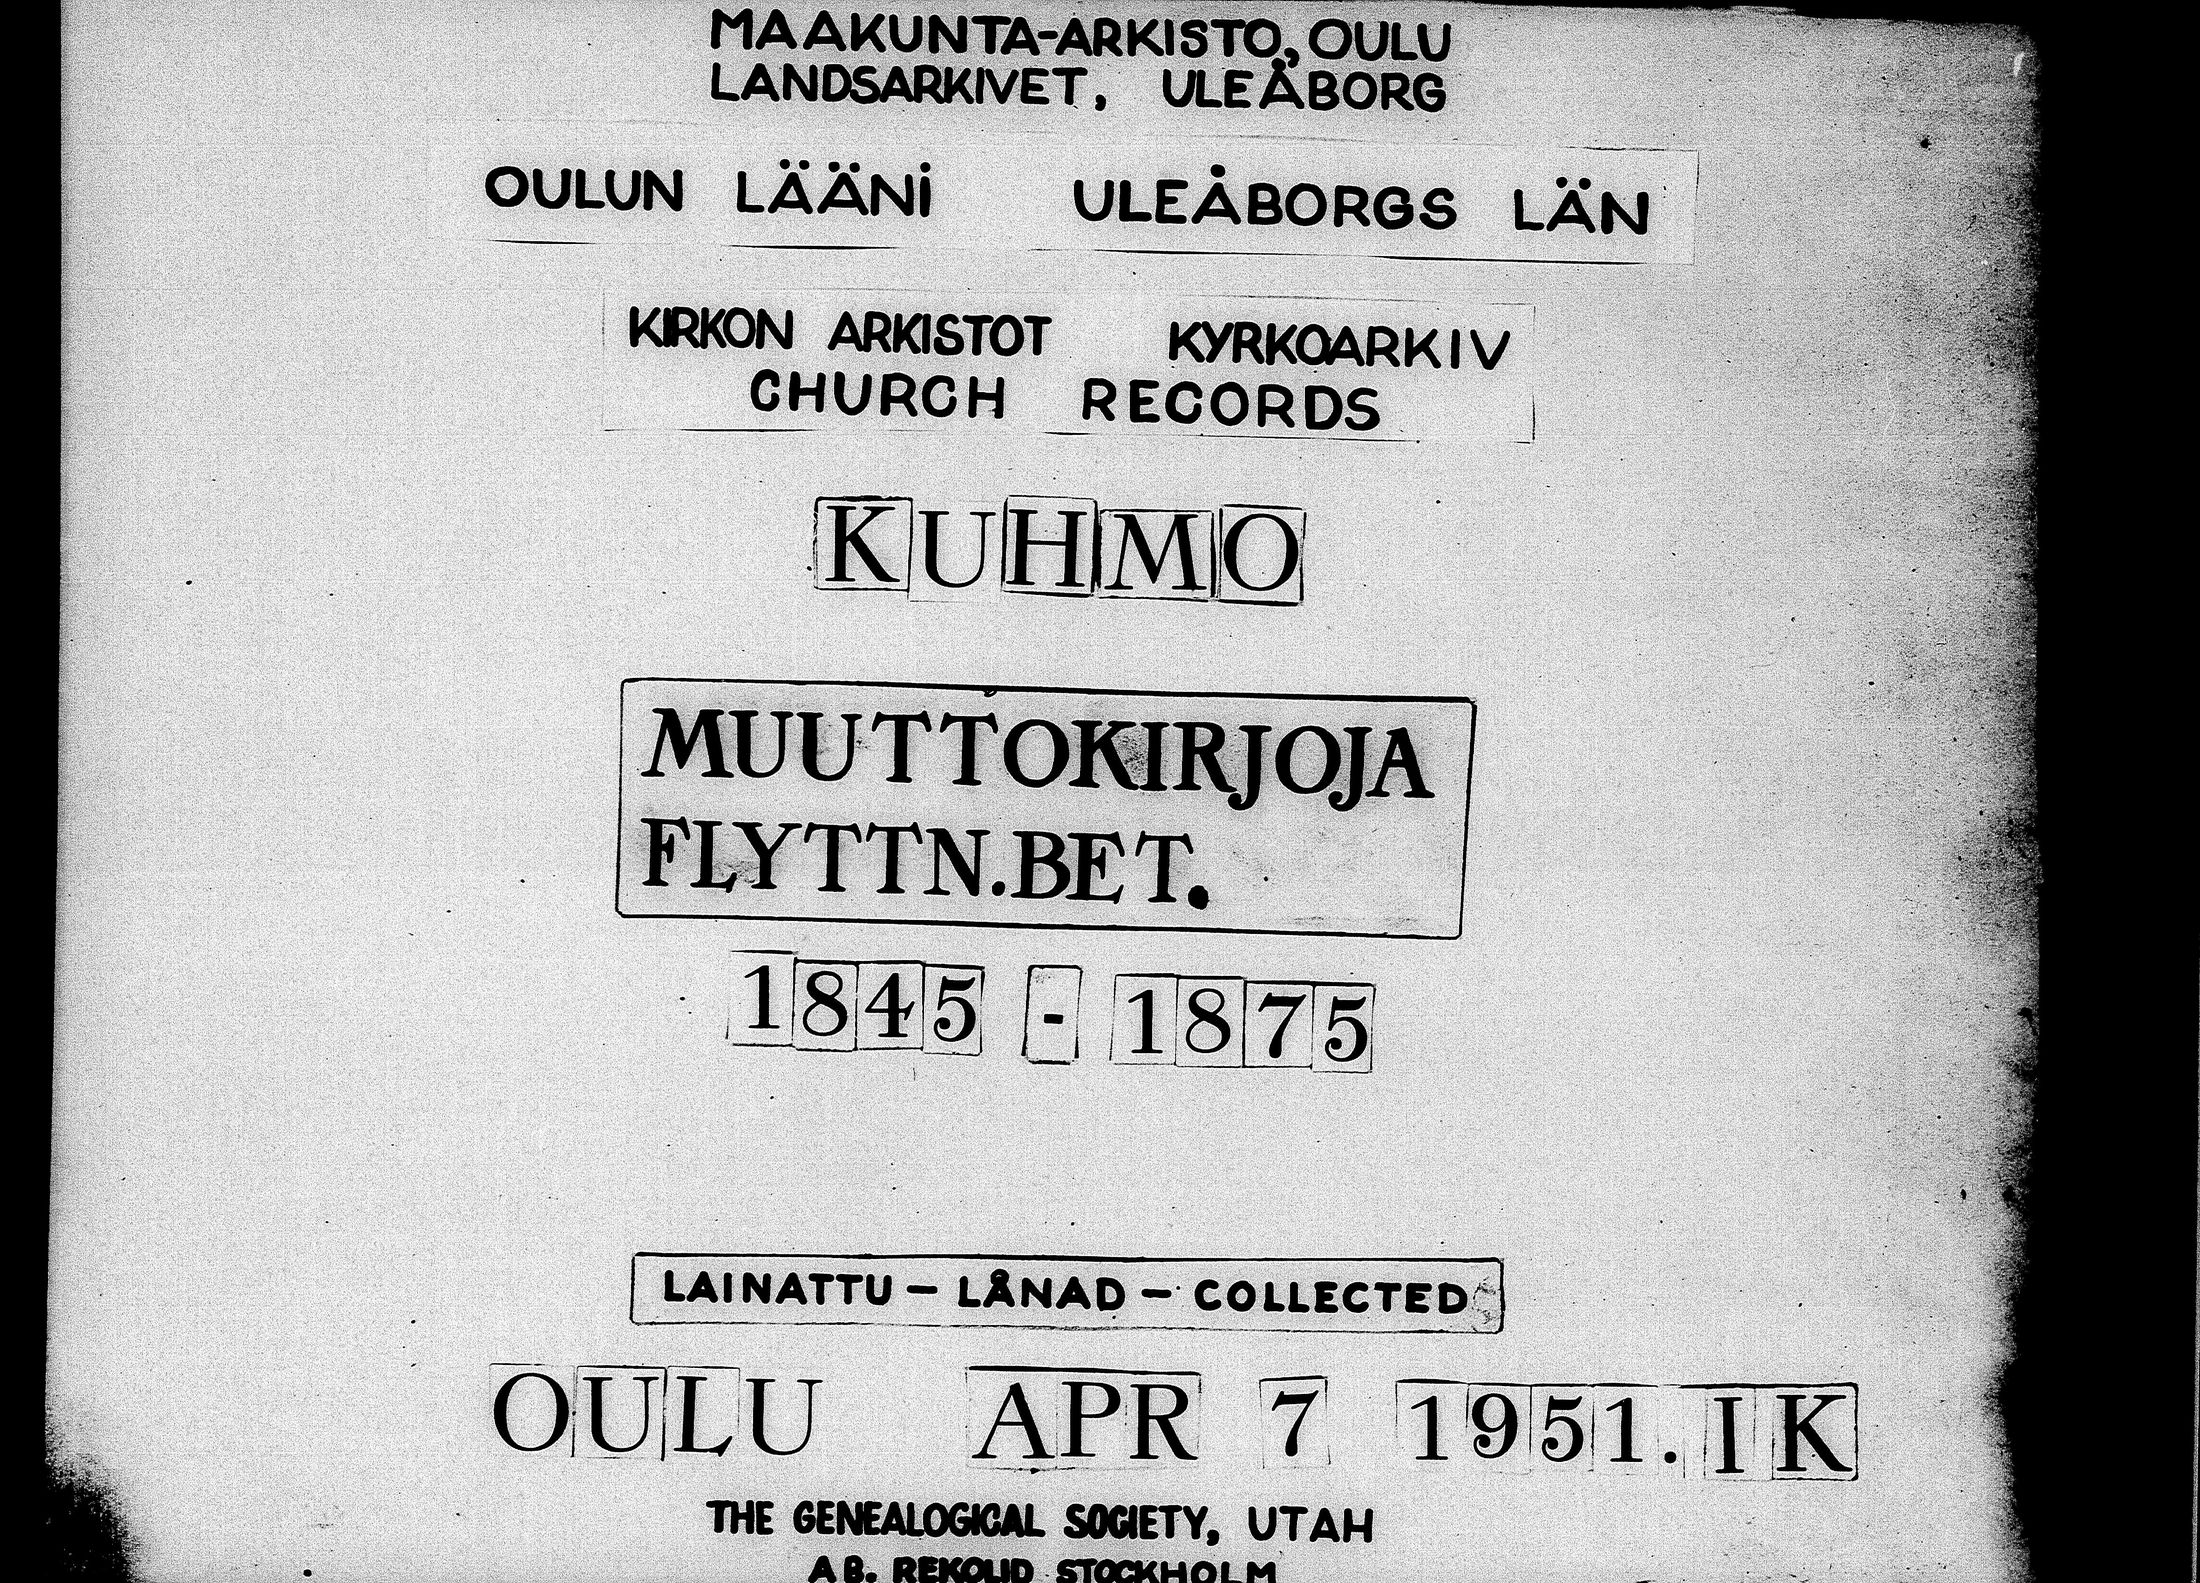 MAAKUNTA-ARKISTO, OULU
LANDSARKIVET, ULEÅBORG
OULUN LÄÄNI ULEÅBORGS LÄN
KIRKON ARKISTOT KYRKOARKIV
CHURCH RECORDS
KUHMO
MUUTTOKIRJOJA
FLYTTN.BET.
1845 - 1875
LAINATTU - LÅNAD - COLLECTED
OULU APR 7 1951. IK
THE GENEALOGICAL SOCIETY, UTAH
AB. REKOLID STOCKHOLM